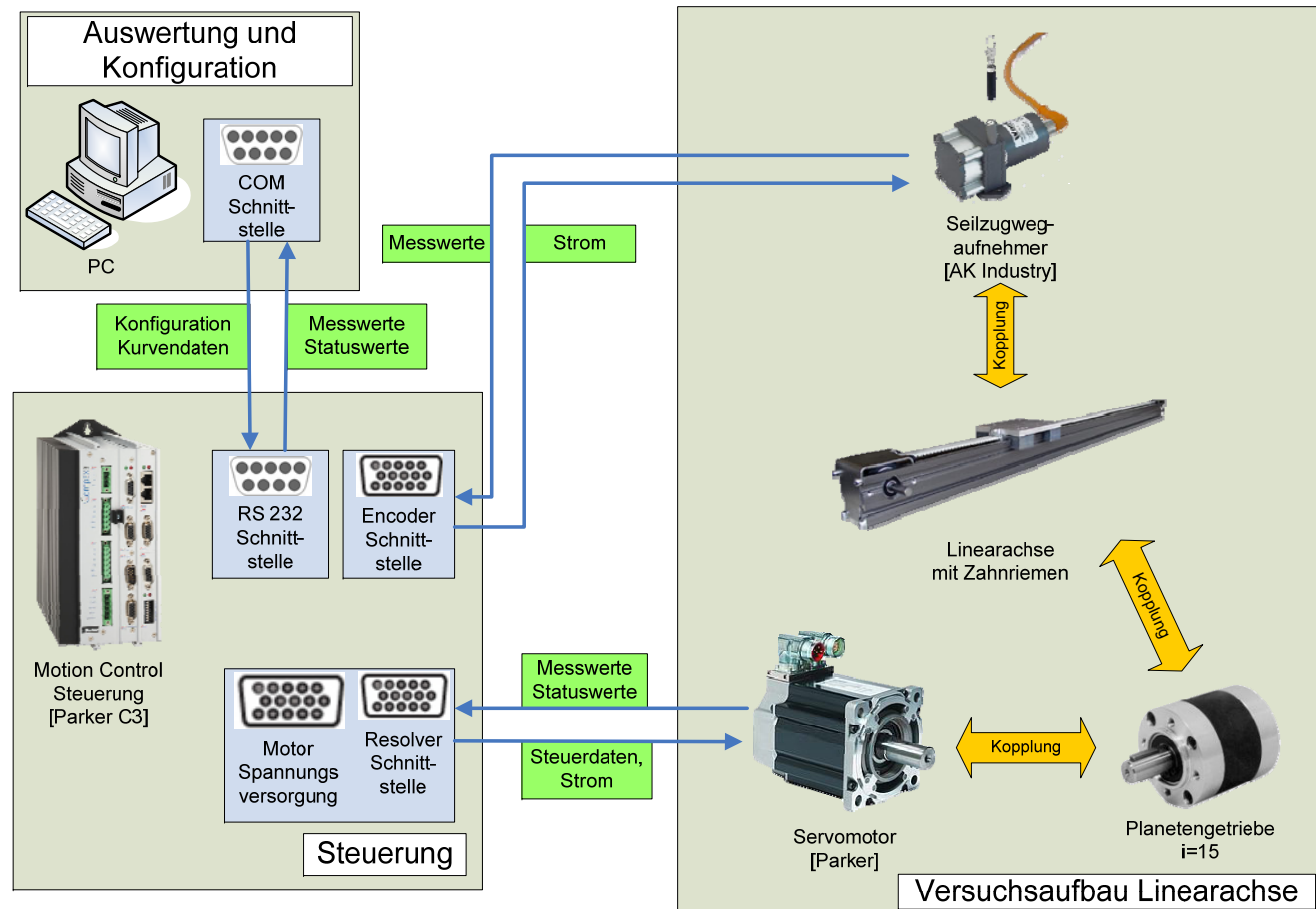 Auswertung und
Konfiguration
PC
COM
Schnitt-
stelle
Konfiguration
Kurvendaten
Messwerte
Statuswerte
Messwerte
Strom
Motion Control
Steuerung
[Parker C3]
RS 232
Schnitt-
stelle
Encoder
Schnitt-
stelle
Motor
Spannungs
versorgung
Resolver
Schnitt-
stelle
Steuerung
Messwerte
Statuswerte
Steuerdaten,
Strom
Seilzugweg-
aufnehmer
[AK Industry]
Kopplung
Linearachse
mit Zahnriemen
Kopplung
Servomotor
[Parker]
Kopplung
Planetengetriebe
i=15
Versuchsaufbau Linearachse